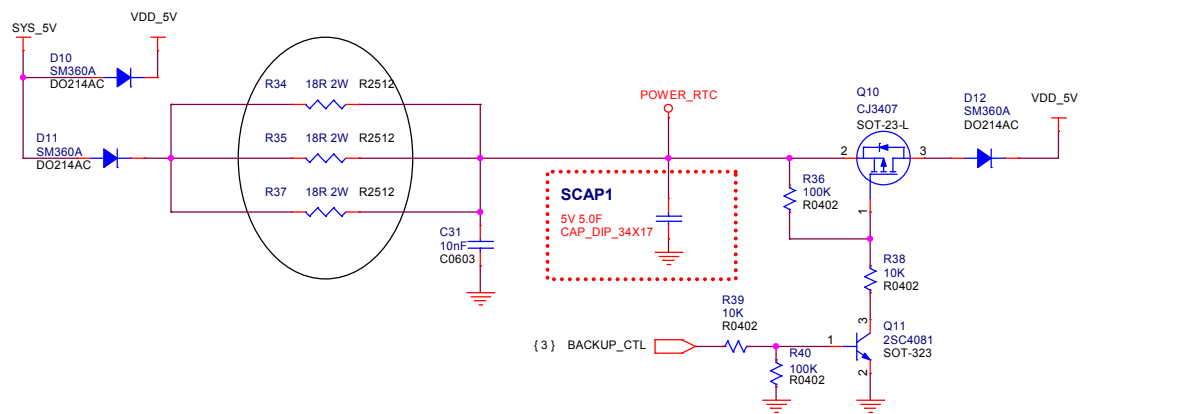 SYS_5V
VDD_5V
D10
SM360A
DO214AC
D11
SM360A
DO214AC
R34 18R 2W R2512
R35 18R 2W R2512
R37 18R 2W R2512
C31
10nF
C0603
POWER_RTC
SCAP1
5V 5.0F
CAP_DIP_34X17
Q10
CJ3407
SOT-23-L
2
3
1
D12
SM360A
DO214AC
VDD_5V
R36
100K
R0402
R38
10K
R0402
R39
10K
R0402
{ 3 } BACKUP_CTL
R40
100K
R0402
1
3
2
Q11
2SC4081
SOT-323